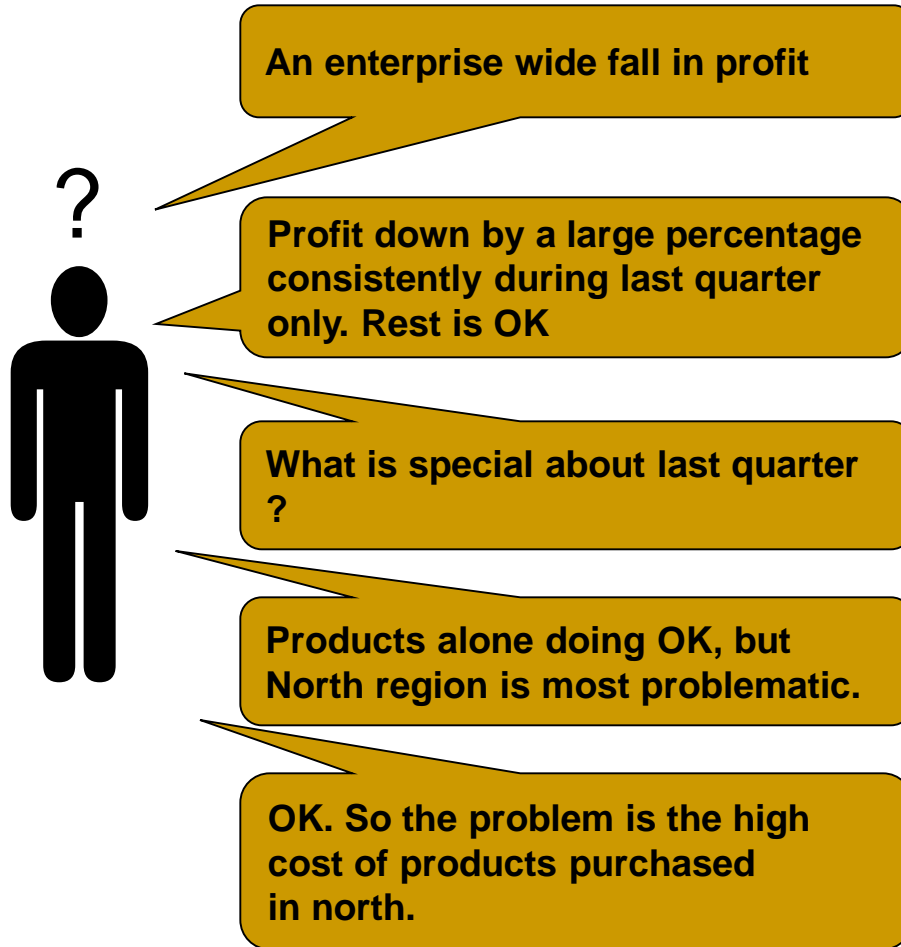 An enterprise wide fall in profit
?
Profit down by a large percentage
consistently during last quarter
only. Rest is OK
What is special about last quarter
?
Products alone doing OK, but
North region is most problematic.
OK. So the problem is the high
cost of products purchased
in north.